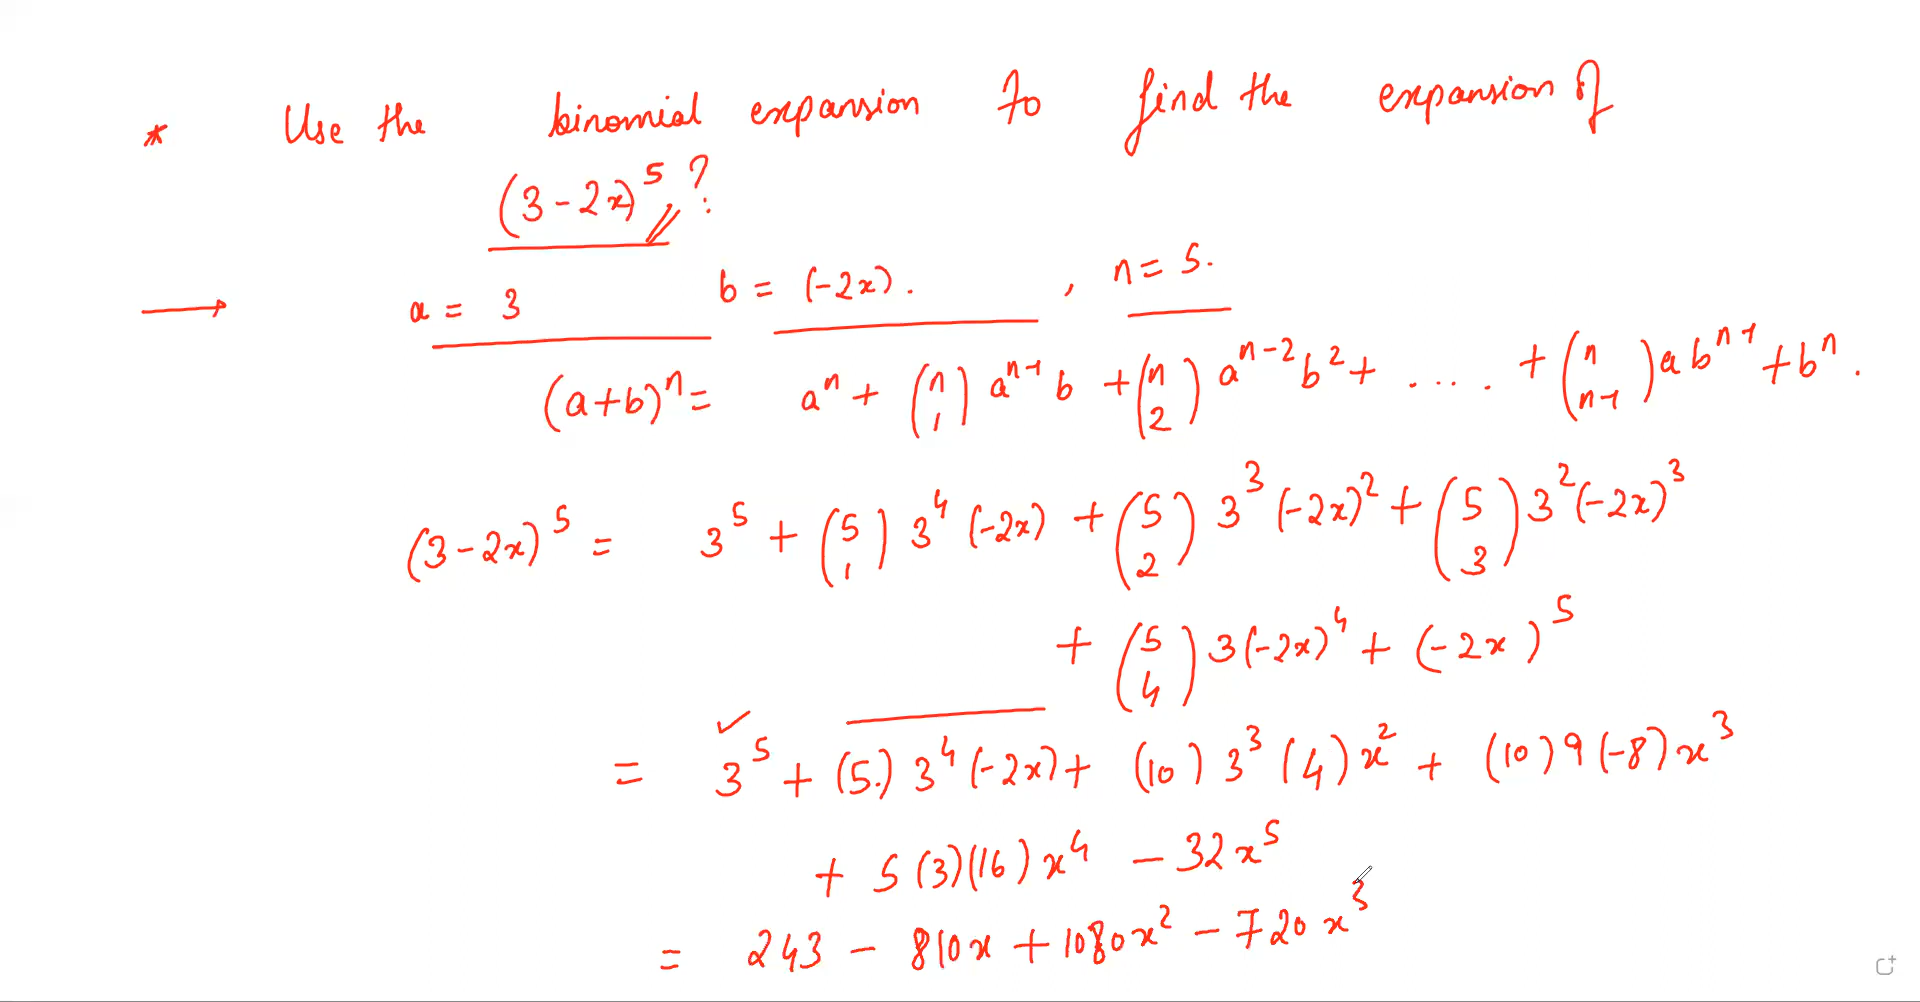 * Use the binomial expansion to find the expansion of
(3-2x)^5 ?
→ a = 3 b = (-2x). , n = 5.
(a+b)^n = a^n + (n 1) a^{n-1} b + (n 2) a^{n-2} b^2 + ..... + (n n-1) a b^{n-1} + b^n.
(3-2x)^5 = 3^5 + (5 1) 3^4 (-2x) + (5 2) 3^3 (-2x)^2 + (5 3) 3^2 (-2x)^3
+ (5 4) 3(-2x)^4 + (-2x)^5
= 3^5 + (5.) 3^4 (-2x) + (10) 3^3 (4) x^2 + (10) 9 (-8) x^3
+ 5 (3)(16) x^4 - 32x^5
= 243 - 810x + 1080x^2 - 720x^3